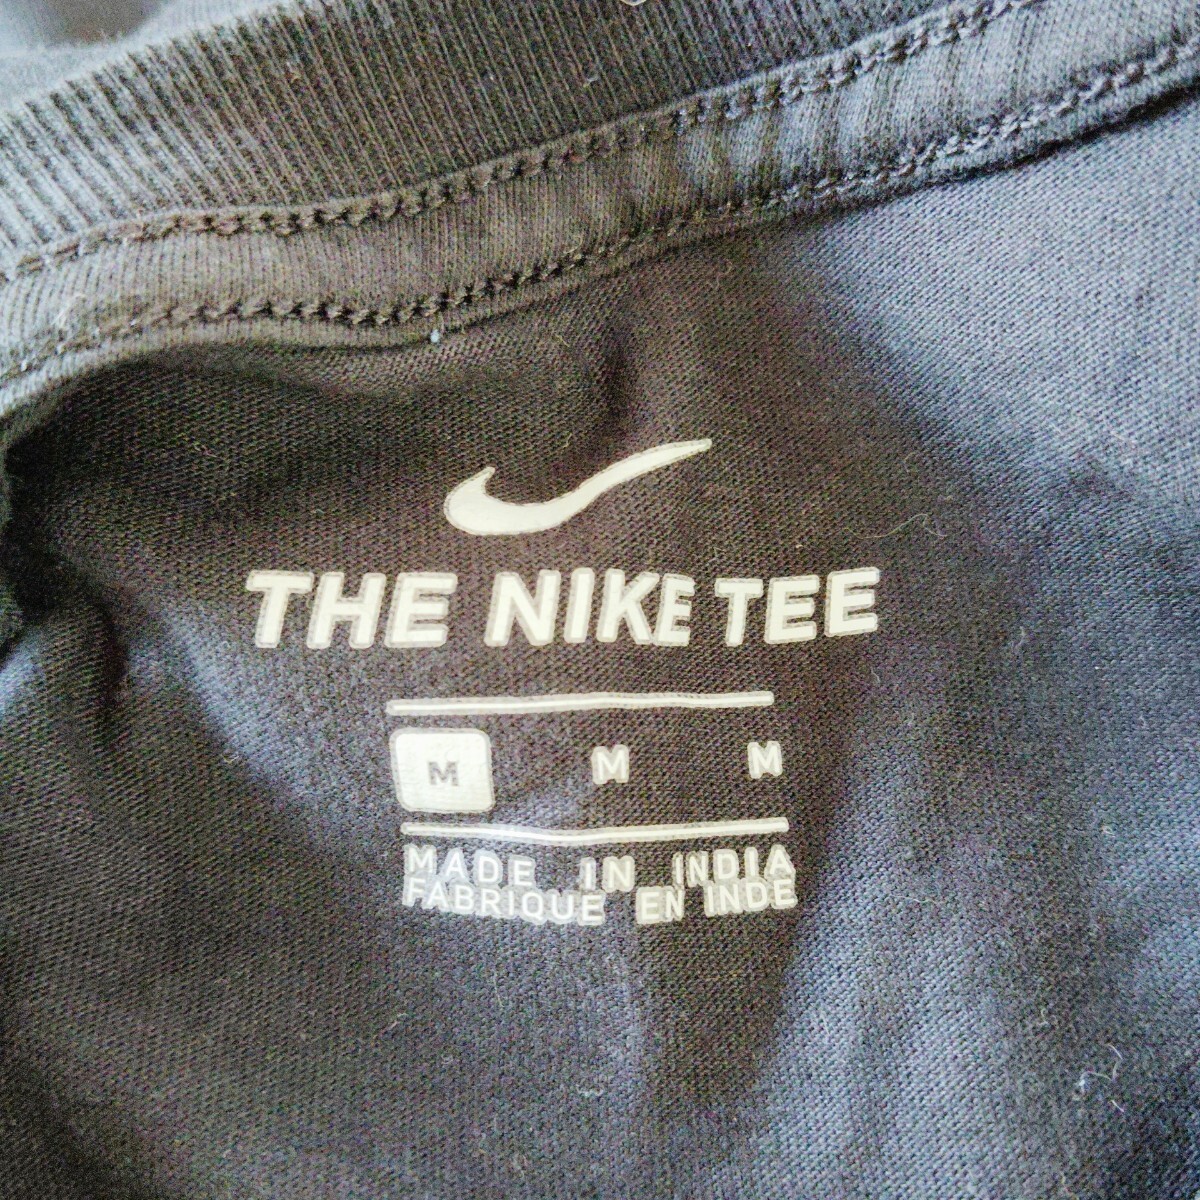 THE NIKE TEE
M M M
MADE IN INDIA
FABRIQUE EN INDE